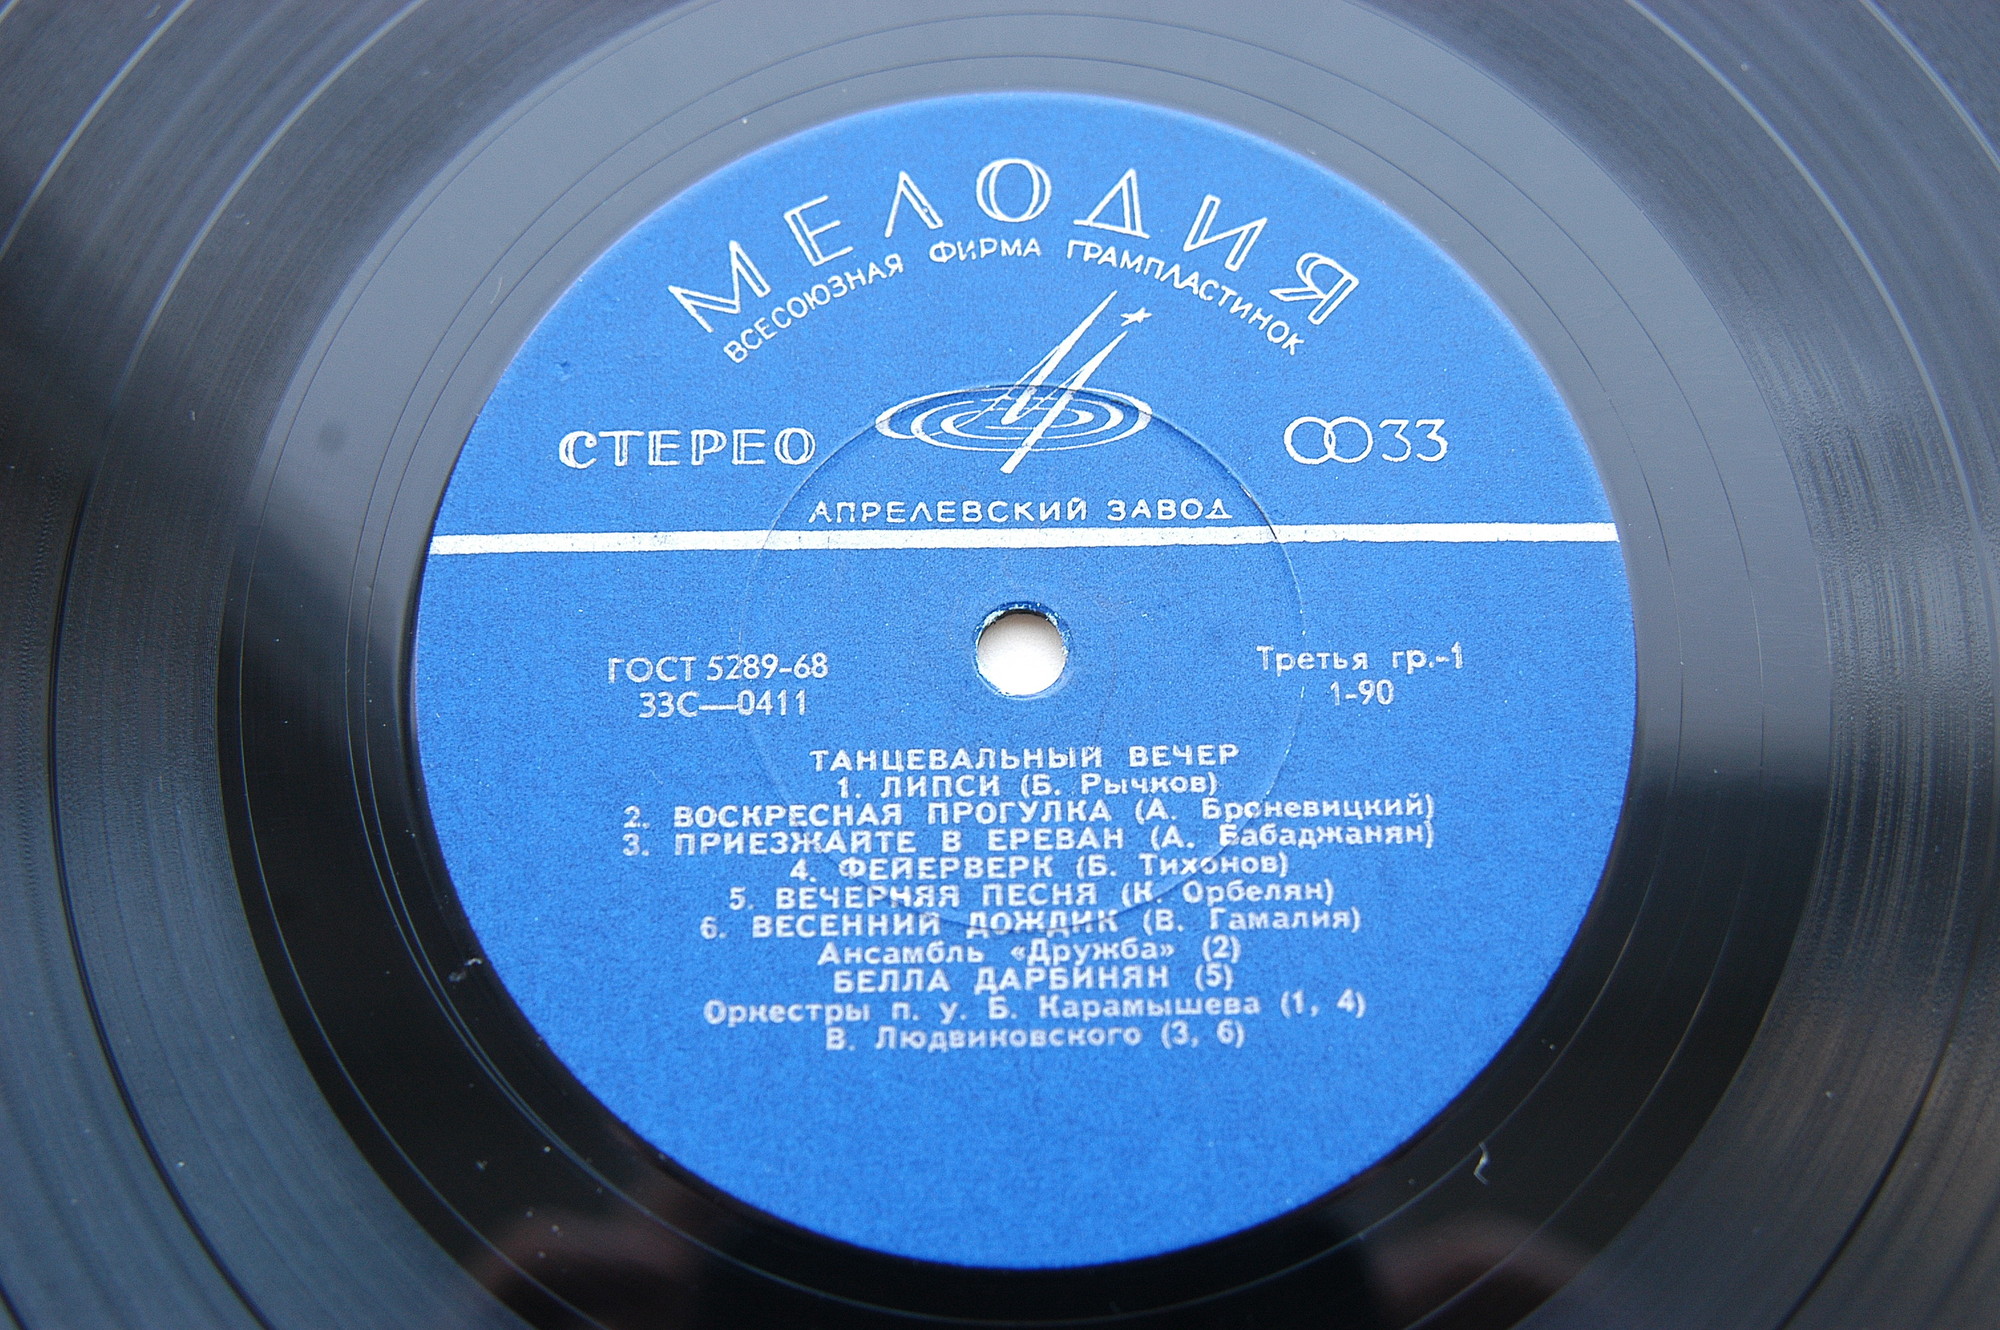 МЕЛОДИЯ
ВСЕСОЮЗНАЯ ФИРМА ГРАМПЛАСТИНОК
СТЕРЕО
33
АПРЕЛЕВСКИЙ ЗАВОД
ГОСТ 5289-68
33С—0411
Третья гр.-1
1-90
ТАНЦЕВАЛЬНЫЙ ВЕЧЕР
1. ЛИПСИ (Б. Рычков)
2. ВОСКРЕСНАЯ ПРОГУЛКА (А. Броневицкий)
3. ПРИЕЗЖАЙТЕ В ЕРЕВАН (А. Бабаджанян)
4. ФЕЙЕРВЕРК (Б. Тихонов)
5. ВЕЧЕРНЯЯ ПЕСНЯ (К. Орбелян)
6. ВЕСЕННИЙ ДОЖДИК (В. Гамалия)
Ансамбль «Дружба» (2)
БЕЛЛА ДАРБИНЯН (5)
Оркестры п. у. Б. Карамышева (1, 4)
В. Людвиковского (3, 6)